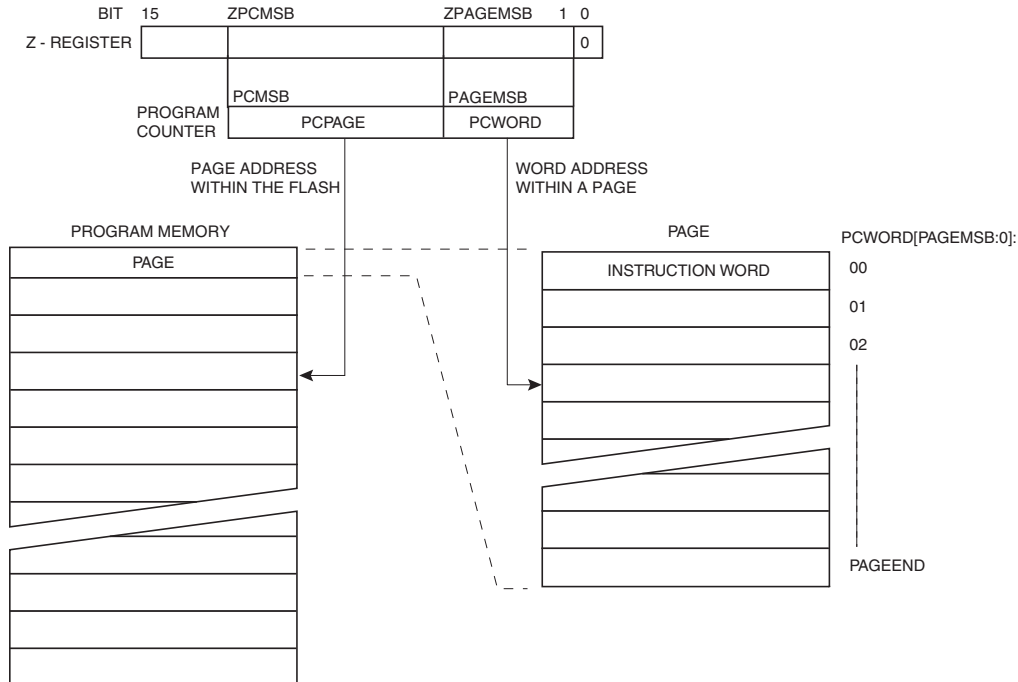 BIT 15 ZPCMSB ZPAGEMSB 1 0
Z - REGISTER 0
PCMSB PAGEMSB
PROGRAM
COUNTER
PCPAGE PCWORD
PAGE ADDRESS
WITHIN THE FLASH
WORD ADDRESS
WITHIN A PAGE
PROGRAM MEMORY
PAGE
PAGE
PCWORD[PAGEMSB:0]:
INSTRUCTION WORD 00
01
02
PAGEEND